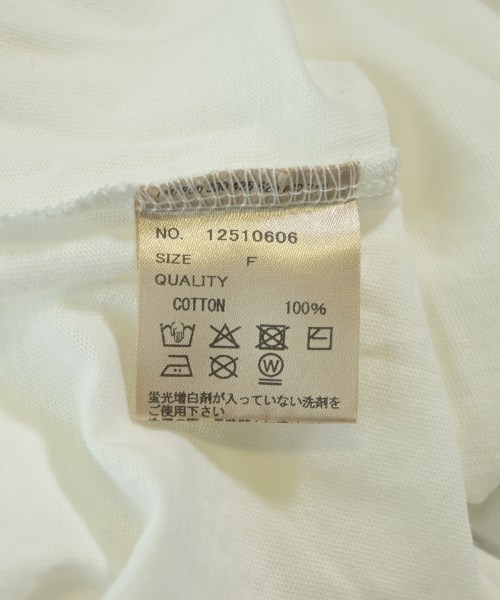 NO. 12510606
SIZE F
QUALITY
COTTON 100%
W
蛍光増白剤が入っていない洗剤を
ご使用下さい